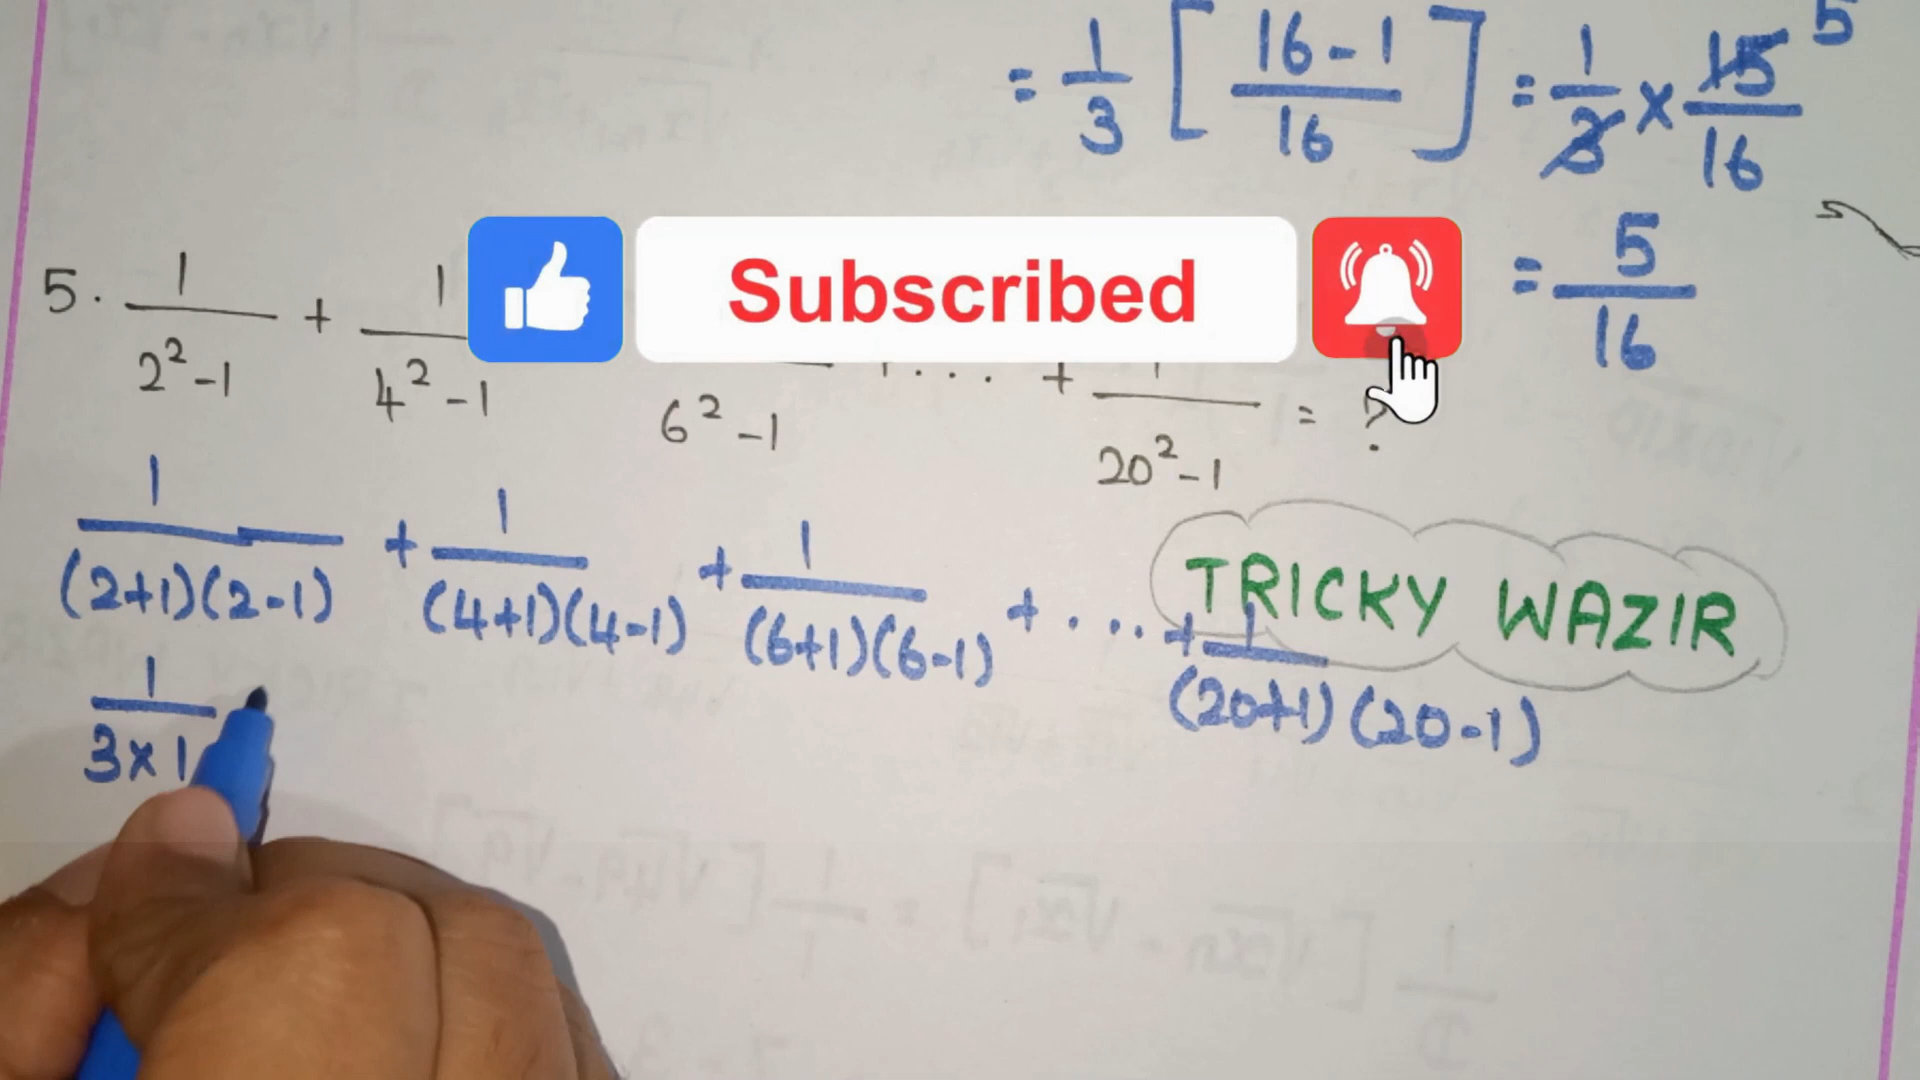 = 1/3 [ 16-1/16 ] = 1/3 × 15/16 5
= 5/16
Subscribed
5. 1/2²-1 + 1/4²-1 6²-1 + ... + 1/20²-1 = ?
1/(2+1)(2-1) + 1/(4+1)(4-1) + 1/(6+1)(6-1) + ... + 1/(20+1)(20-1)
TRICKY WAZIR
1/3×1